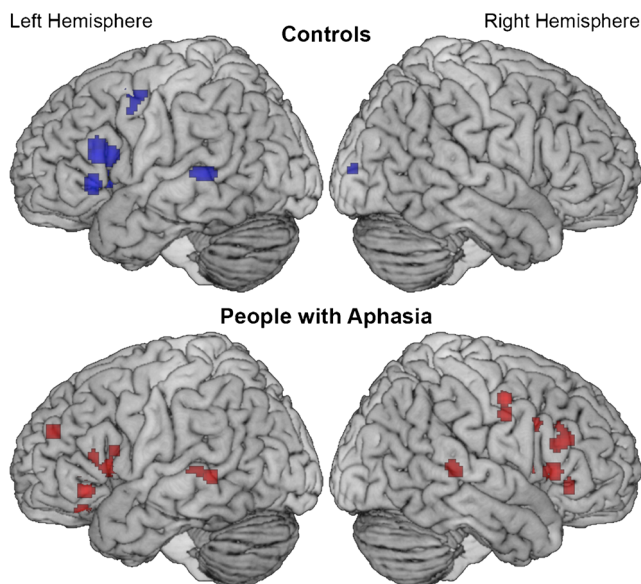 Left Hemisphere
Controls
Right Hemisphere
People with Aphasia